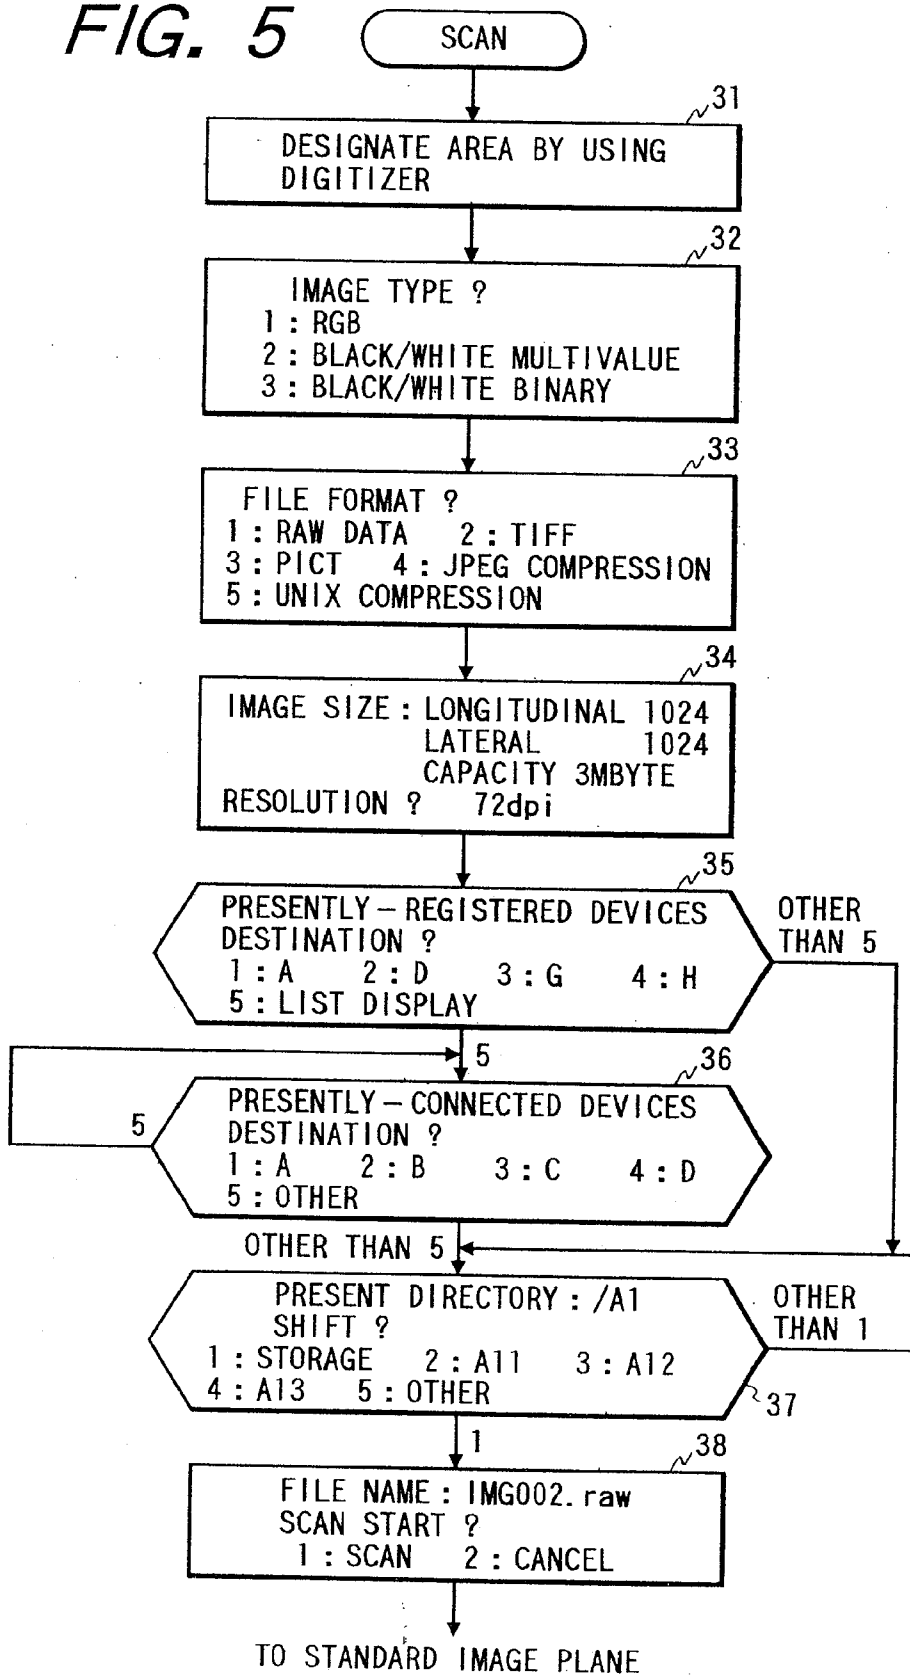 FIG. 5
SCAN
31
DESIGNATE AREA BY USING
DIGITIZER
32
IMAGE TYPE ?
1 : RGB
2 : BLACK/WHITE MULTIVALUE
3 : BLACK/WHITE BINARY
33
FILE FORMAT ?
1 : RAW DATA 2 : TIFF
3 : PICT 4 : JPEG COMPRESSION
5 : UNIX COMPRESSION
34
IMAGE SIZE : LONGITUDINAL 1024
LATERAL 1024
CAPACITY 3MBYTE
RESOLUTION ? 72dpi
35
PRESENTLY-REGISTERED DEVICES
DESTINATION ?
1 : A 2 : D 3 : G 4 : H
5 : LIST DISPLAY
OTHER
THAN 5
5
36
PRESENTLY-CONNECTED DEVICES
DESTINATION ?
1 : A 2 : B 3 : C 4 : D
5 : OTHER
5
OTHER THAN 5
PRESENT DIRECTORY : /A1
SHIFT ?
1 : STORAGE 2 : A11 3 : A12
4 : A13 5 : OTHER
OTHER
THAN 1
37
1
38
FILE NAME : IMG002.raw
SCAN START ?
1 : SCAN 2 : CANCEL
TO STANDARD IMAGE PLANE